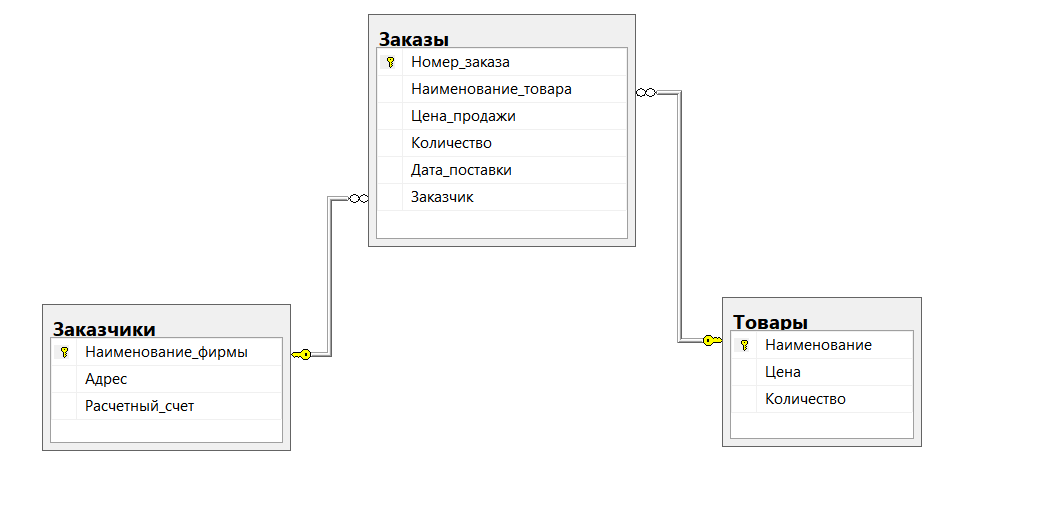 Заказы
Номер_заказа
Наименование_товара
Цена_продажи
Количество
Дата_поставки
Заказчик
Заказчики
Наименование_фирмы
Адрес
Расчетный_счет
Товары
Наименование
Цена
Количество